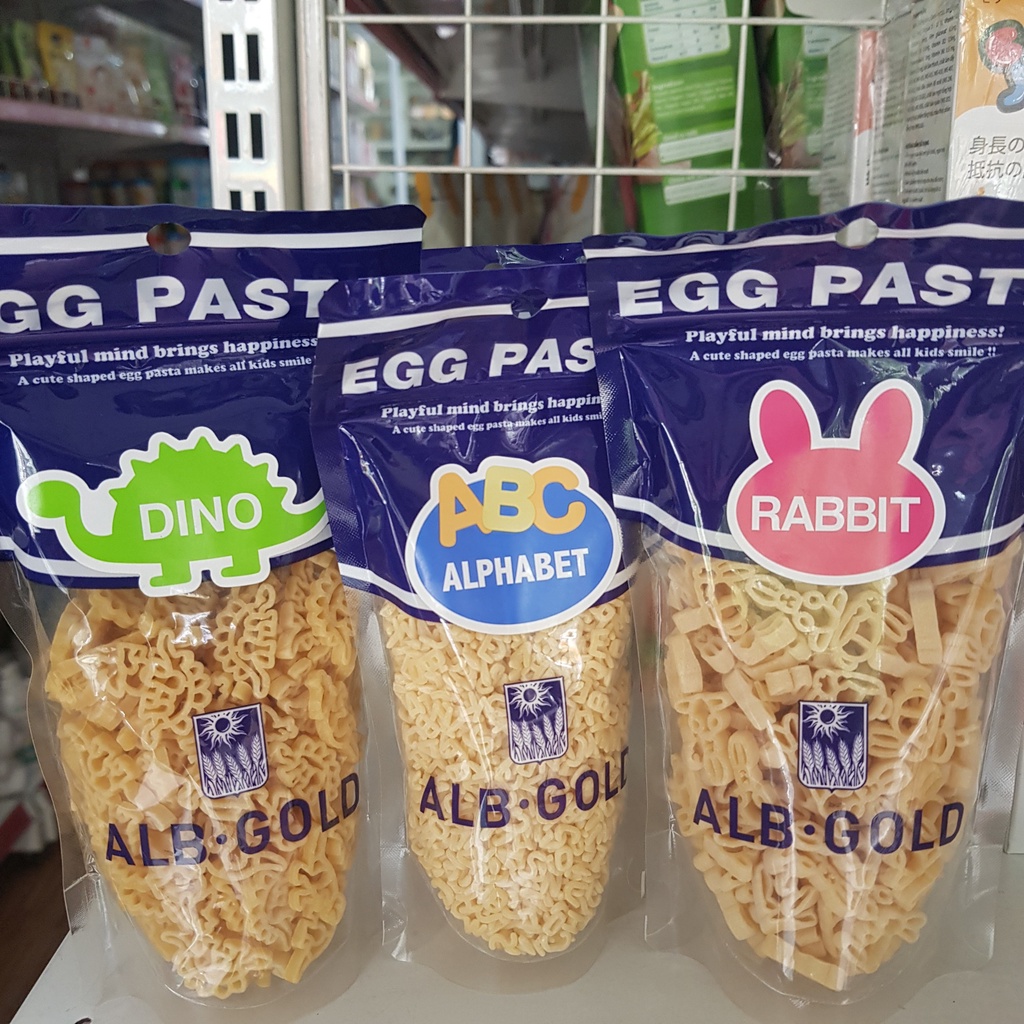 GG PAST
Playful mind brings happiness
A cute shaped egg pasta makes all kids smile
DINO
ALB·GOLD
EGG PAS
Playful mind brings happin
A cute shaped egg pasta makes all kids smi
ABC
ALPHABET
ALB·GOLD
EGG PAST
Playful mind brings happiness!
A cute shaped egg pasta makes all kids smile !!
RABBIT
ALB·GOLD
身長の
抵抗の